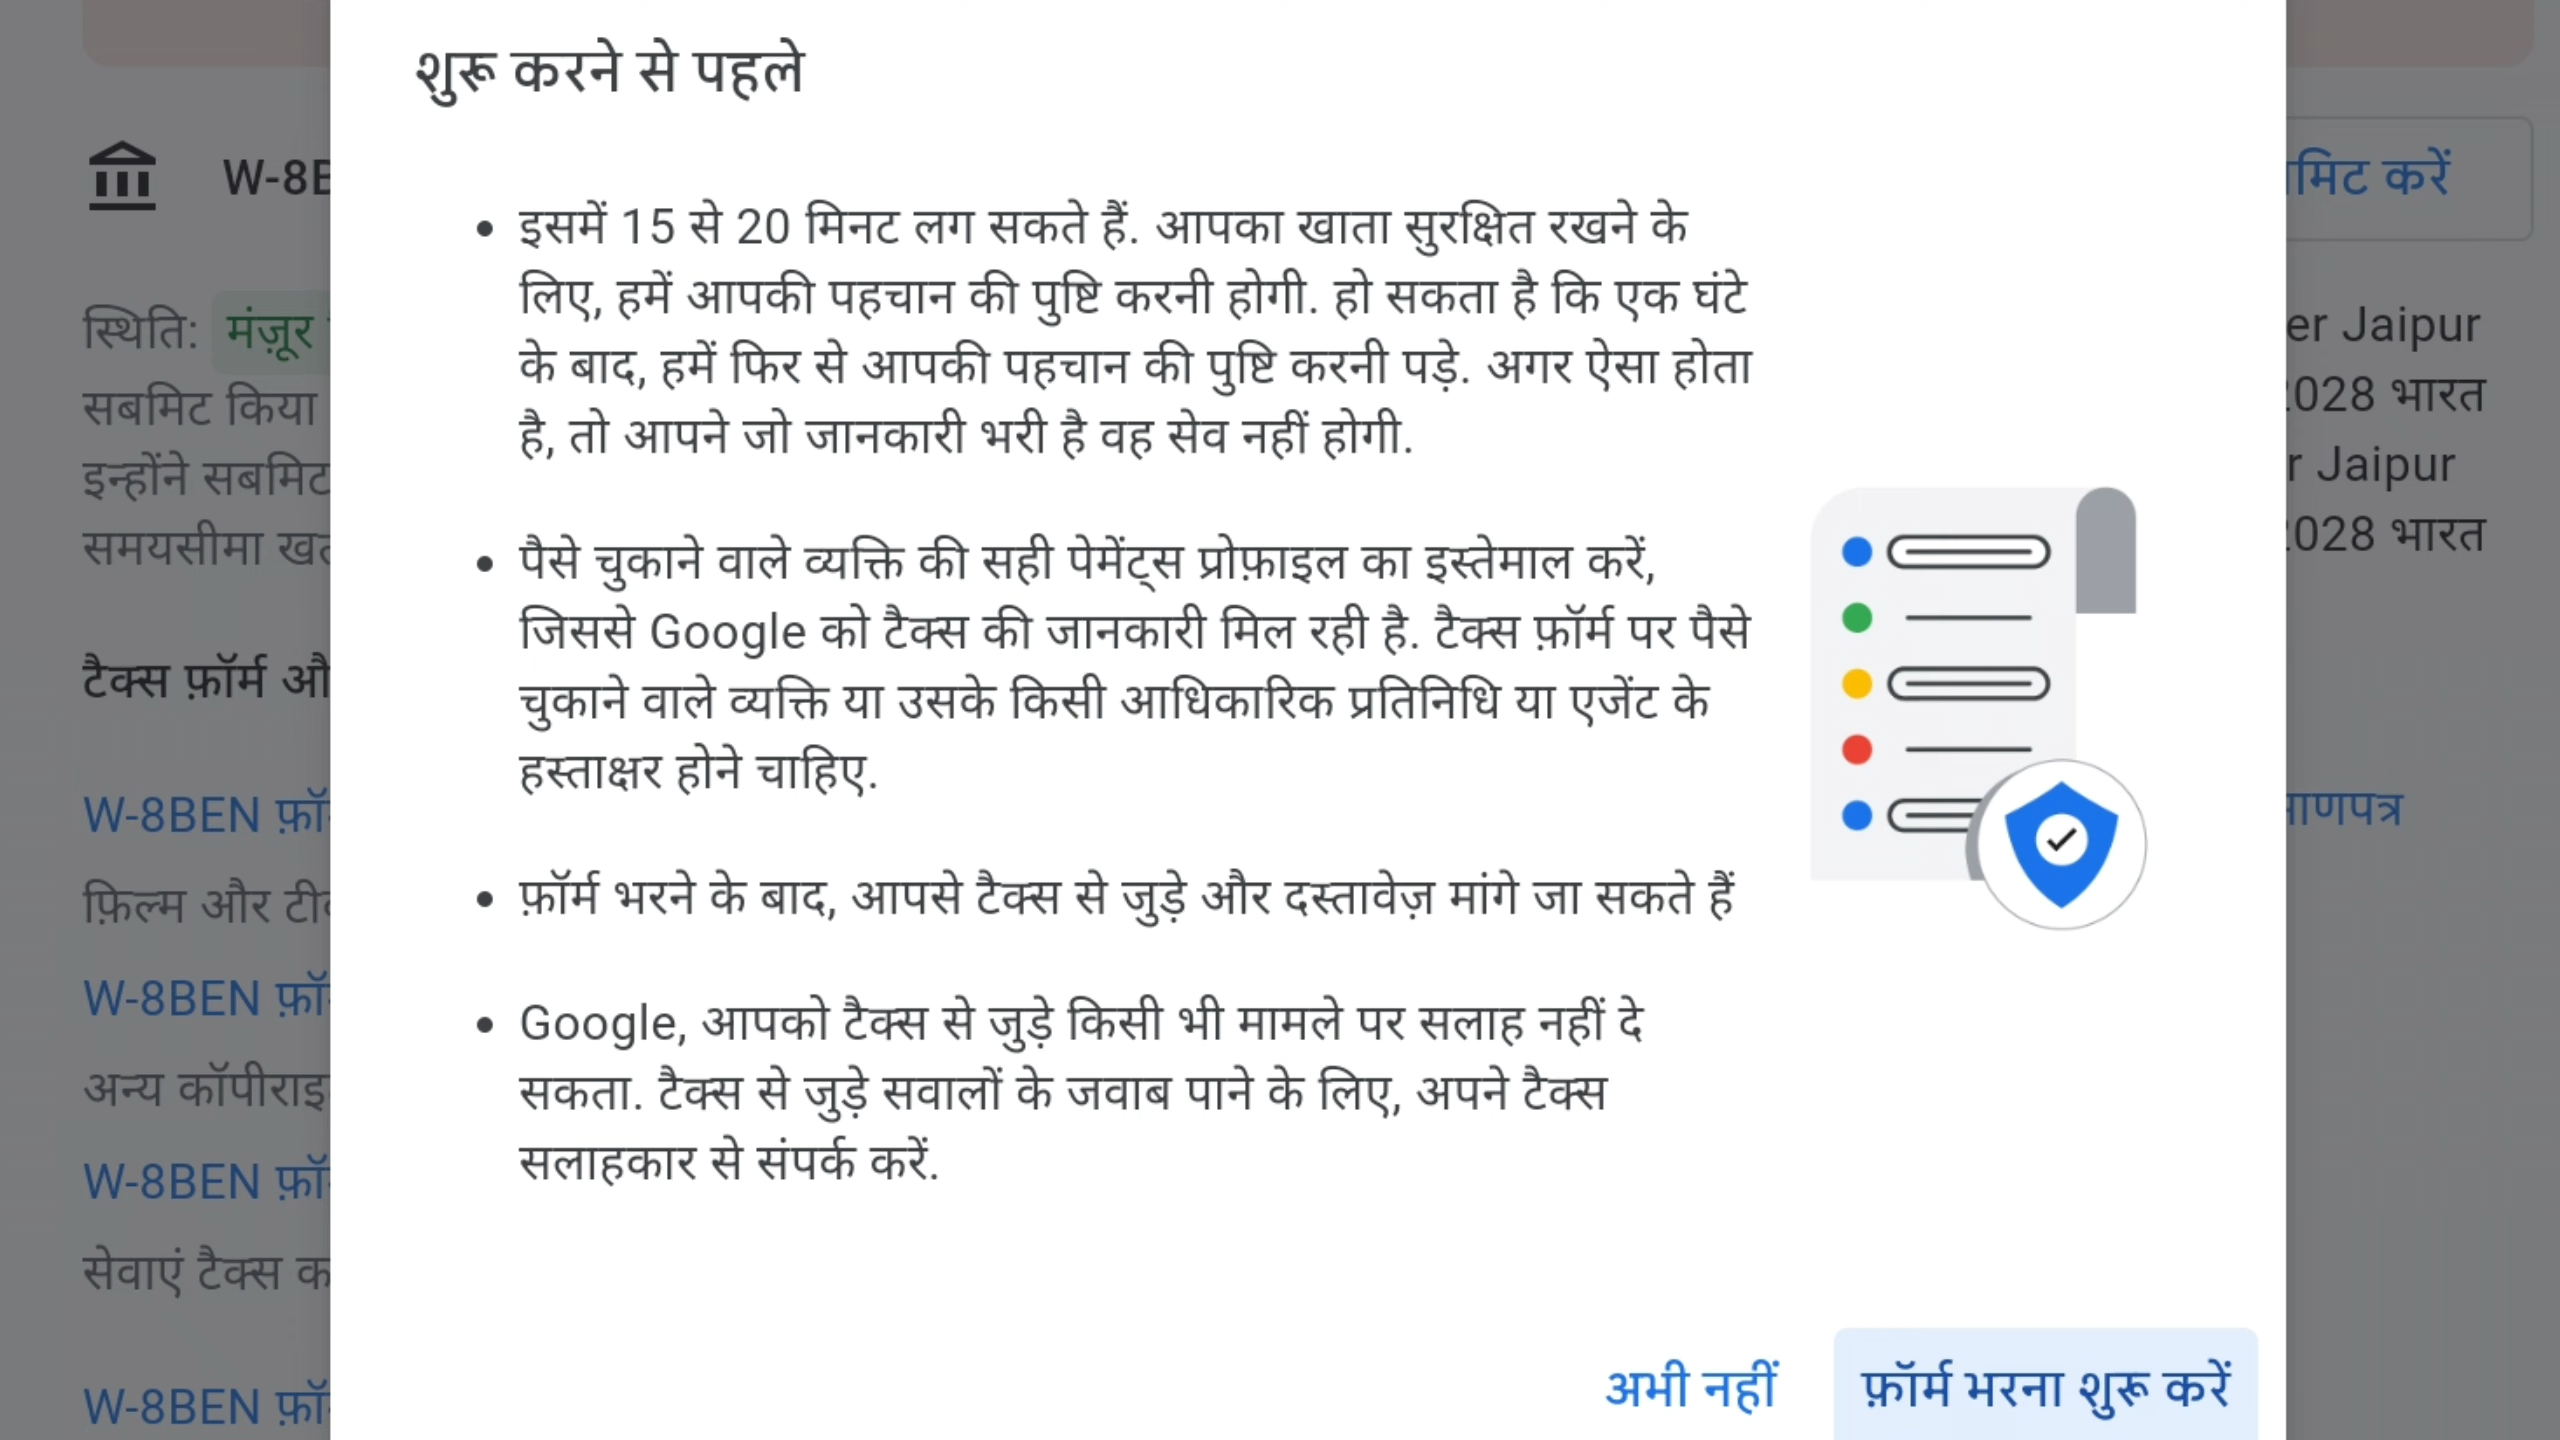 शुरू करने से पहले
W-8B
मिट करें
इसमें 15 से 20 मिनट लग सकते हैं. आपका खाता सुरक्षित रखने के
लिए, हमें आपकी पहचान की पुष्टि करनी होगी. हो सकता है कि एक घंटे
के बाद, हमें फिर से आपकी पहचान की पुष्टि करनी पड़े. अगर ऐसा होता
है, तो आपने जो जानकारी भरी है वह सेव नहीं होगी.
स्थिति: मंज़ूर
er Jaipur
सबमिट किया
2028 भारत
इन्होंने सबमिट
r Jaipur
समयसीमा
2028 भारत
पैसे चुकाने वाले व्यक्ति की सही पेमेंट्स प्रोफ़ाइल का इस्तेमाल करें,
जिससे Google को टैक्स की जानकारी मिल रही है. टैक्स फ़ॉर्म पर पैसे
चुकाने वाले व्यक्ति या उसके किसी आधिकारिक प्रतिनिधि या एजेंट के
हस्ताक्षर होने चाहिए.
टैक्स फ़ॉर्म औ
W-8BEN फ़ॉ
ाणपत्र
फ़ॉर्म भरने के बाद, आपसे टैक्स से जुड़े और दस्तावेज़ मांगे जा सकते हैं
फ़िल्म और टी
W-8BEN फ़ॉ
Google, आपको टैक्स से जुड़े किसी भी मामले पर सलाह नहीं दे
सकता. टैक्स से जुड़े सवालों के जवाब पाने के लिए, अपने टैक्स
सलाहकार से संपर्क करें.
अन्य कॉपीराइ
W-8BEN फ़ॉ
सेवाएं टैक्स क
W-8BEN फ़ॉ
अभी नहीं
फ़ॉर्म भरना शुरू करें